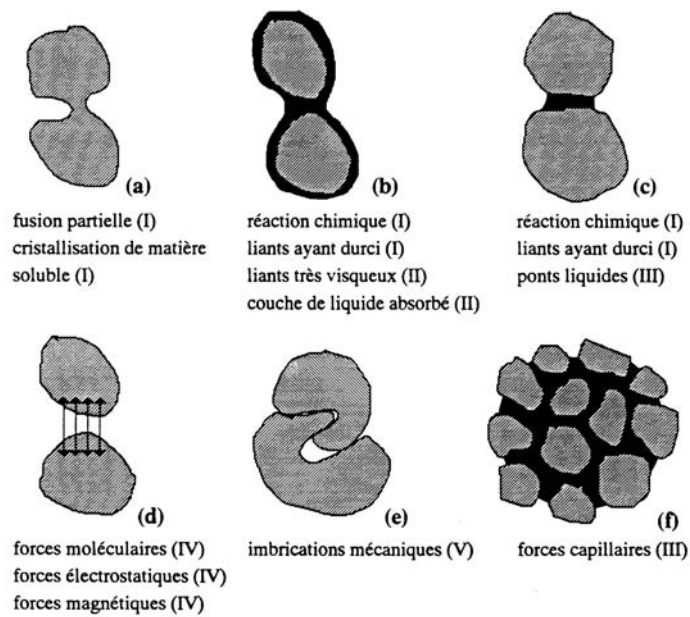 (a)
fusion partielle (I)
cristallisation de matière
soluble (I)
(b)
réaction chimique (I)
liants ayant durci (I)
liants très visqueux (II)
couche de liquide absorbé (II)
(c)
réaction chimique (I)
liants ayant durci (I)
ponts liquides (III)
(d)
forces moléculaires (IV)
forces électrostatiques (IV)
forces magnétiques (IV)
(e)
imbrications mécaniques (V)
(f)
forces capillaires (III)